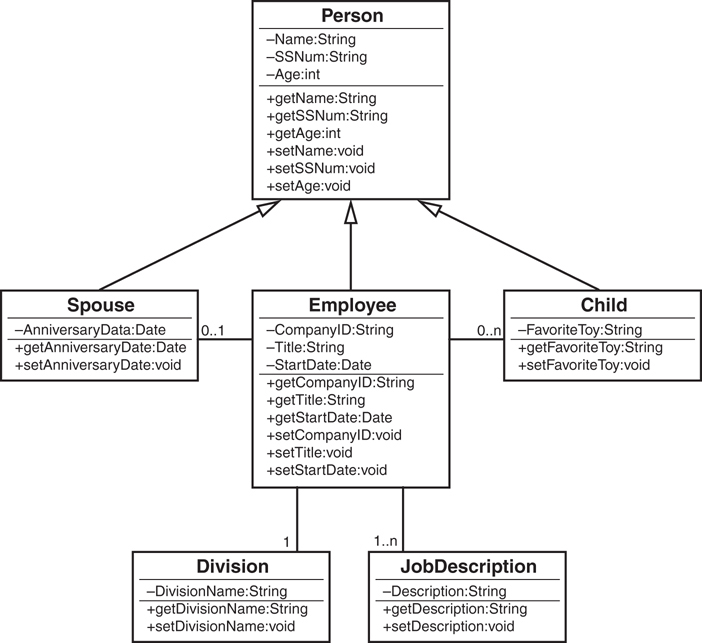 Person
–Name:String
–SSNum:String
–Age:int
+getName:String
+getSSNum:String
+getAge:int
+setName:void
+setSSNum:void
+setAge:void
Spouse
–AnniversaryData:Date
+getAnniversaryDate:Date
+setAnniversaryDate:void
0..1
Employee
–CompanyID:String
–Title:String
–StartDate:Date
+getCompanyID:String
+getTitle:String
+getStartDate:Date
+setCompanyID:void
+setTitle:void
+setStartDate:void
0..n
Child
–FavoriteToy:String
+getFavoriteToy:String
+setFavoriteToy:void
1
Division
–DivisionName:String
+getDivisionName:String
+setDivisionName:void
1..n
JobDescription
–Description:String
+getDescription:String
+setDescription:void